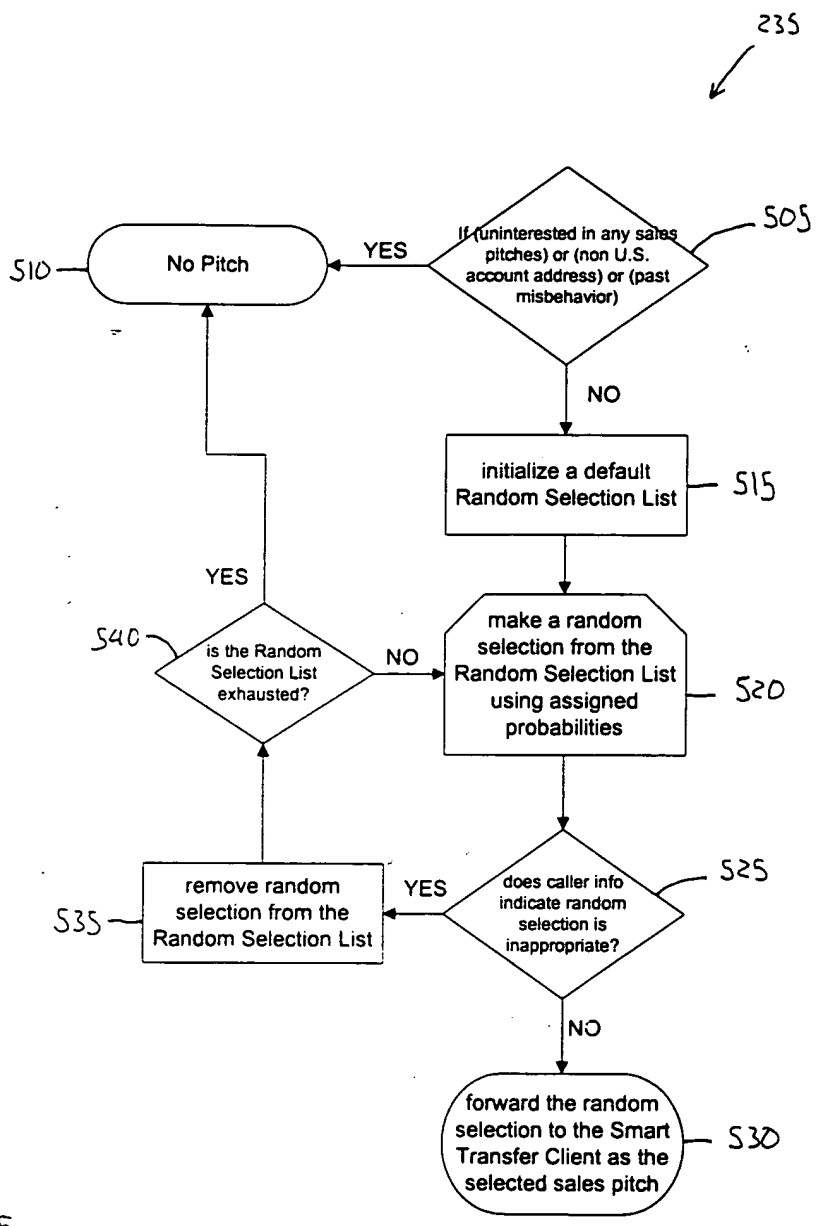 235
If (uninterested in any sales
pitches) or (non U.S.
account address) or (past
misbehavior)
505
YES
No Pitch
510
NO
initialize a default
Random Selection List
515
YES
make a random
selection from the
Random Selection List
using assigned
probabilities
520
540
is the Random
Selection List
exhausted?
NO
does caller info
indicate random
selection is
inappropriate?
525
YES
remove random
selection from the
Random Selection List
535
NO
forward the random
selection to the Smart
Transfer Client as the
selected sales pitch
530